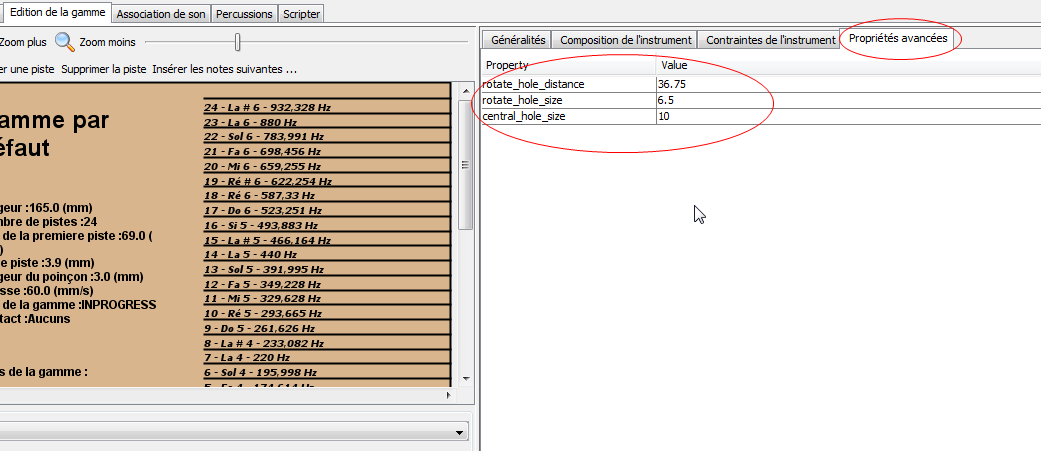 Edition de la gamme Association de son Percussions Scripter
Zoom plus Zoom moins
er une piste Supprimer la piste Insérer les notes suivantes ...
amme par
éfaut
geur :165.0 (mm)
mbre de pistes :24
de la premiere piste :69.0 (
)
e piste :3.9 (mm)
geur du poinçon :3.0 (mm)
sse :60.0 (mm/s)
de la gamme :INPROGRESS
tact :Aucuns
s de la gamme :
24 - La # 6 - 932,328 Hz
23 - La 6 - 880 Hz
22 - Sol 6 - 783,991 Hz
21 - Fa 6 - 698,456 Hz
20 - Mi 6 - 659,255 Hz
19 - Ré # 6 - 622,254 Hz
18 - Ré 6 - 587,33 Hz
17 - Do 6 - 523,251 Hz
16 - Si 5 - 493,883 Hz
15 - La # 5 - 466,164 Hz
14 - La 5 - 440 Hz
13 - Sol 5 - 391,995 Hz
12 - Fa 5 - 349,228 Hz
11 - Mi 5 - 329,628 Hz
10 - Ré 5 - 293,665 Hz
9 - Do 5 - 261,626 Hz
8 - La # 4 - 233,082 Hz
7 - La 4 - 220 Hz
6 - Sol 4 - 195,998 Hz
5 - Fa 4 - 174,614 Hz
Généralités Composition de l'instrument Contraintes de l'instrument Propriétés avancées
Property Value
rotate_hole_distance 36.75
rotate_hole_size 6.5
central_hole_size 10